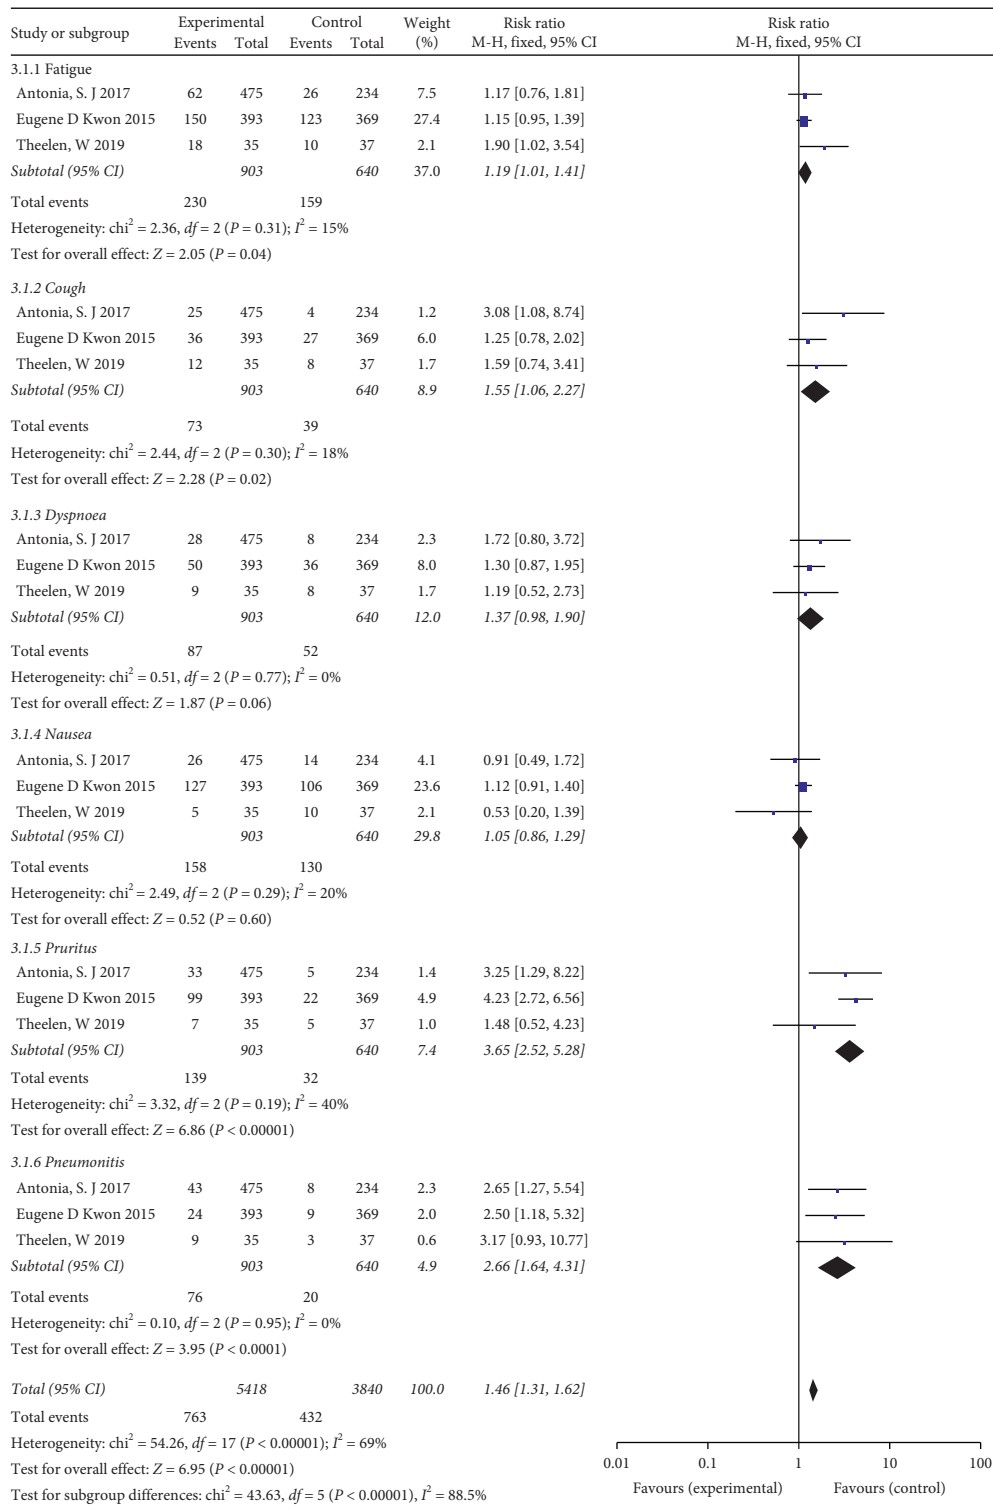 Study or subgroup Experimental Control Weight (%) Risk ratio M-H, fixed, 95% CI Risk ratio M-H, fixed, 95% CI
Events Total Events Total
3.1.1 Fatigue
Antonia, S. J 2017 62 475 26 234 7.5 1.17 [0.76, 1.81]
Eugene D Kwon 2015 150 393 123 369 27.4 1.15 [0.95, 1.39]
Theelen, W 2019 18 35 10 37 2.1 1.90 [1.02, 3.54]
Subtotal (95% CI) 903 640 37.0 1.19 [1.01, 1.41]
Total events 230 159
Heterogeneity: chi² = 2.36, df = 2 (P = 0.31); I² = 15%
Test for overall effect: Z = 2.05 (P = 0.04)
3.1.2 Cough
Antonia, S. J 2017 25 475 4 234 1.2 3.08 [1.08, 8.74]
Eugene D Kwon 2015 36 393 27 369 6.0 1.25 [0.78, 2.02]
Theelen, W 2019 12 35 8 37 1.7 1.59 [0.74, 3.41]
Subtotal (95% CI) 903 640 8.9 1.55 [1.06, 2.27]
Total events 73 39
Heterogeneity: chi² = 2.44, df = 2 (P = 0.30); I² = 18%
Test for overall effect: Z = 2.28 (P = 0.02)
3.1.3 Dyspnoea
Antonia, S. J 2017 28 475 8 234 2.3 1.72 [0.80, 3.72]
Eugene D Kwon 2015 50 393 36 369 8.0 1.30 [0.87, 1.95]
Theelen, W 2019 9 35 8 37 1.7 1.19 [0.52, 2.73]
Subtotal (95% CI) 903 640 12.0 1.37 [0.98, 1.90]
Total events 87 52
Heterogeneity: chi² = 0.51, df = 2 (P = 0.77); I² = 0%
Test for overall effect: Z = 1.87 (P = 0.06)
3.1.4 Nausea
Antonia, S. J 2017 26 475 14 234 4.1 0.91 [0.49, 1.72]
Eugene D Kwon 2015 127 393 106 369 23.6 1.12 [0.91, 1.40]
Theelen, W 2019 5 35 10 37 2.1 0.53 [0.20, 1.39]
Subtotal (95% CI) 903 640 29.8 1.05 [0.86, 1.29]
Total events 158 130
Heterogeneity: chi² = 2.49, df = 2 (P = 0.29); I² = 20%
Test for overall effect: Z = 0.52 (P = 0.60)
3.1.5 Pruritus
Antonia, S. J 2017 33 475 5 234 1.4 3.25 [1.29, 8.22]
Eugene D Kwon 2015 99 393 22 369 4.9 4.23 [2.72, 6.56]
Theelen, W 2019 7 35 5 37 1.0 1.48 [0.52, 4.23]
Subtotal (95% CI) 903 640 7.4 3.65 [2.52, 5.28]
Total events 139 32
Heterogeneity: chi² = 3.32, df = 2 (P = 0.19); I² = 40%
Test for overall effect: Z = 6.86 (P < 0.00001)
3.1.6 Pneumonitis
Antonia, S. J 2017 43 475 8 234 2.3 2.65 [1.27, 5.54]
Eugene D Kwon 2015 24 393 9 369 2.0 2.50 [1.18, 5.32]
Theelen, W 2019 9 35 3 37 0.6 3.17 [0.93, 10.77]
Subtotal (95% CI) 903 640 4.9 2.66 [1.64, 4.31]
Total events 76 20
Heterogeneity: chi² = 0.10, df = 2 (P = 0.95); I² = 0%
Test for overall effect: Z = 3.95 (P < 0.0001)
Total (95% CI) 5418 3840 100.0 1.46 [1.31, 1.62]
Total events 763 432
Heterogeneity: chi² = 54.26, df = 17 (P < 0.00001); I² = 69%
Test for overall effect: Z = 6.95 (P < 0.00001)
Test for subgroup differences: chi² = 43.63, df = 5 (P < 0.00001), I² = 88.5%
0.01 0.1 1 10 100
Favours (experimental) Favours (control)